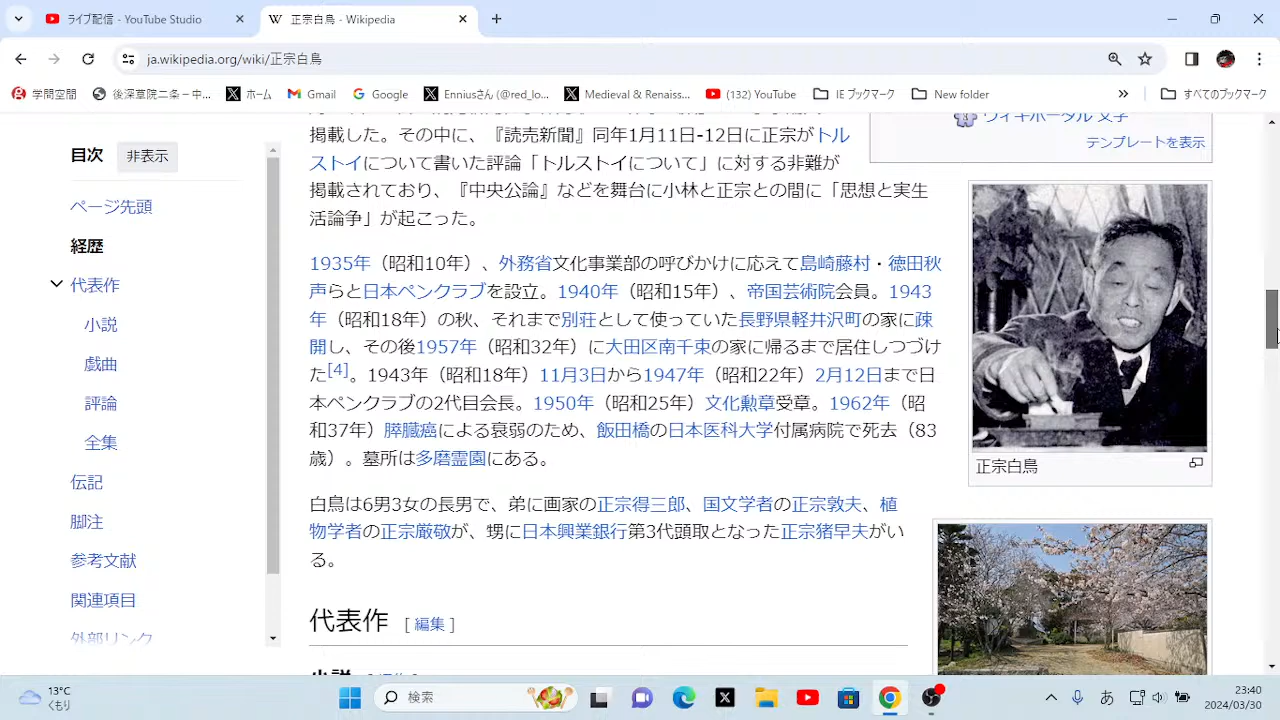 ライブ配信 - YouTube Studio
正宗白鳥 - Wikipedia
ja.wikipedia.org/wiki/正宗白鳥
学問空間
後深草院二条 – 中...
ホーム
Gmail
Google
Enniusさん (@red_lo...
Medieval & Renaiss...
(132) YouTube
IE ブックマーク
New folder
すべてのブックマーク
目次 非表示
ページ先頭
経歴
代表作
小説
戯曲
評論
全集
伝記
脚注
参考文献
関連項目
外部リンク
掲載した。その中に、『読売新聞』同年1月11日-12日に正宗がトル
ストイについて書いた評論「トルストイについて」に対する非難が
掲載されており、『中央公論』などを舞台に小林と正宗との間に「思想と実生
活論争」が起こった。
1935年（昭和10年）、外務省文化事業部の呼びかけに応えて島崎藤村・徳田秋
声らと日本ペンクラブを設立。1940年（昭和15年）、帝国芸術院会員。1943
年（昭和18年）の秋、それまで別荘として使っていた長野県軽井沢町の家に疎
開し、その後1957年（昭和32年）に大田区南千束の家に帰るまで居住しつづけ
た[4]。1943年（昭和18年）11月3日から1947年（昭和22年）2月12日まで日
本ペンクラブの2代目会長。1950年（昭和25年）文化勲章受章。1962年（昭
和37年）膵臓癌による衰弱のため、飯田橋の日本医科大学付属病院で死去（83
歳）。墓所は多磨霊園にある。
白鳥は6男3女の長男で、弟に画家の正宗得三郎、国文学者の正宗敦夫、植
物学者の正宗厳敬が、甥に日本興業銀行第3代頭取となった正宗猪早夫がい
る。
代表作 [ 編集 ]
ウィキポータル 文学
テンプレートを表示
正宗白鳥
13°C
くもり
検索
あ
23:40
2024/03/30